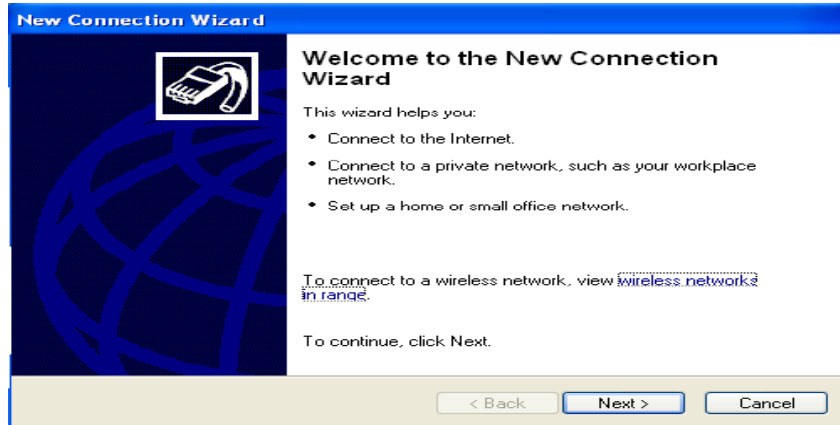 New Connection Wizard
Welcome to the New Connection
Wizard
This wizard helps you:
• Connect to the Internet.
• Connect to a private network, such as your workplace
network.
• Set up a home or small office network.
To connect to a wireless network, view wireless networks
in range.
To continue, click Next.
< Back Next > Cancel